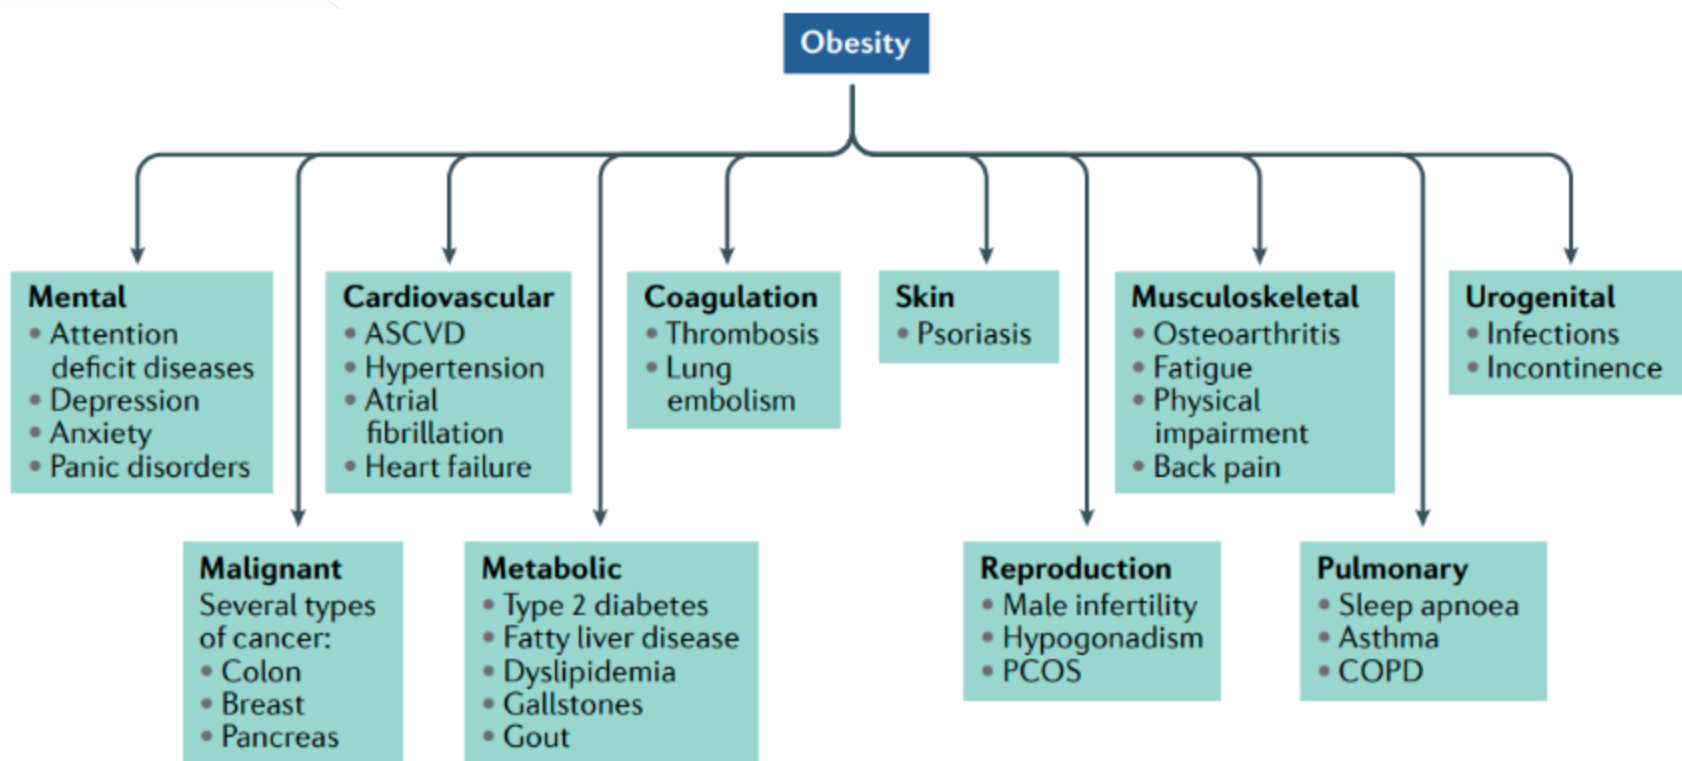 Obesity
Mental
• Attention
deficit diseases
• Depression
• Anxiety
• Panic disorders
Cardiovascular
• ASCVD
• Hypertension
• Atrial
fibrillation
• Heart failure
Coagulation
• Thrombosis
• Lung
embolism
Skin
• Psoriasis
Musculoskeletal
• Osteoarthritis
• Fatigue
• Physical
impairment
• Back pain
Urogenital
• Infections
• Incontinence
Malignant
Several types
of cancer:
• Colon
• Breast
• Pancreas
Metabolic
• Type 2 diabetes
• Fatty liver disease
• Dyslipidemia
• Gallstones
• Gout
Reproduction
• Male infertility
• Hypogonadism
• PCOS
Pulmonary
• Sleep apnoea
• Asthma
• COPD